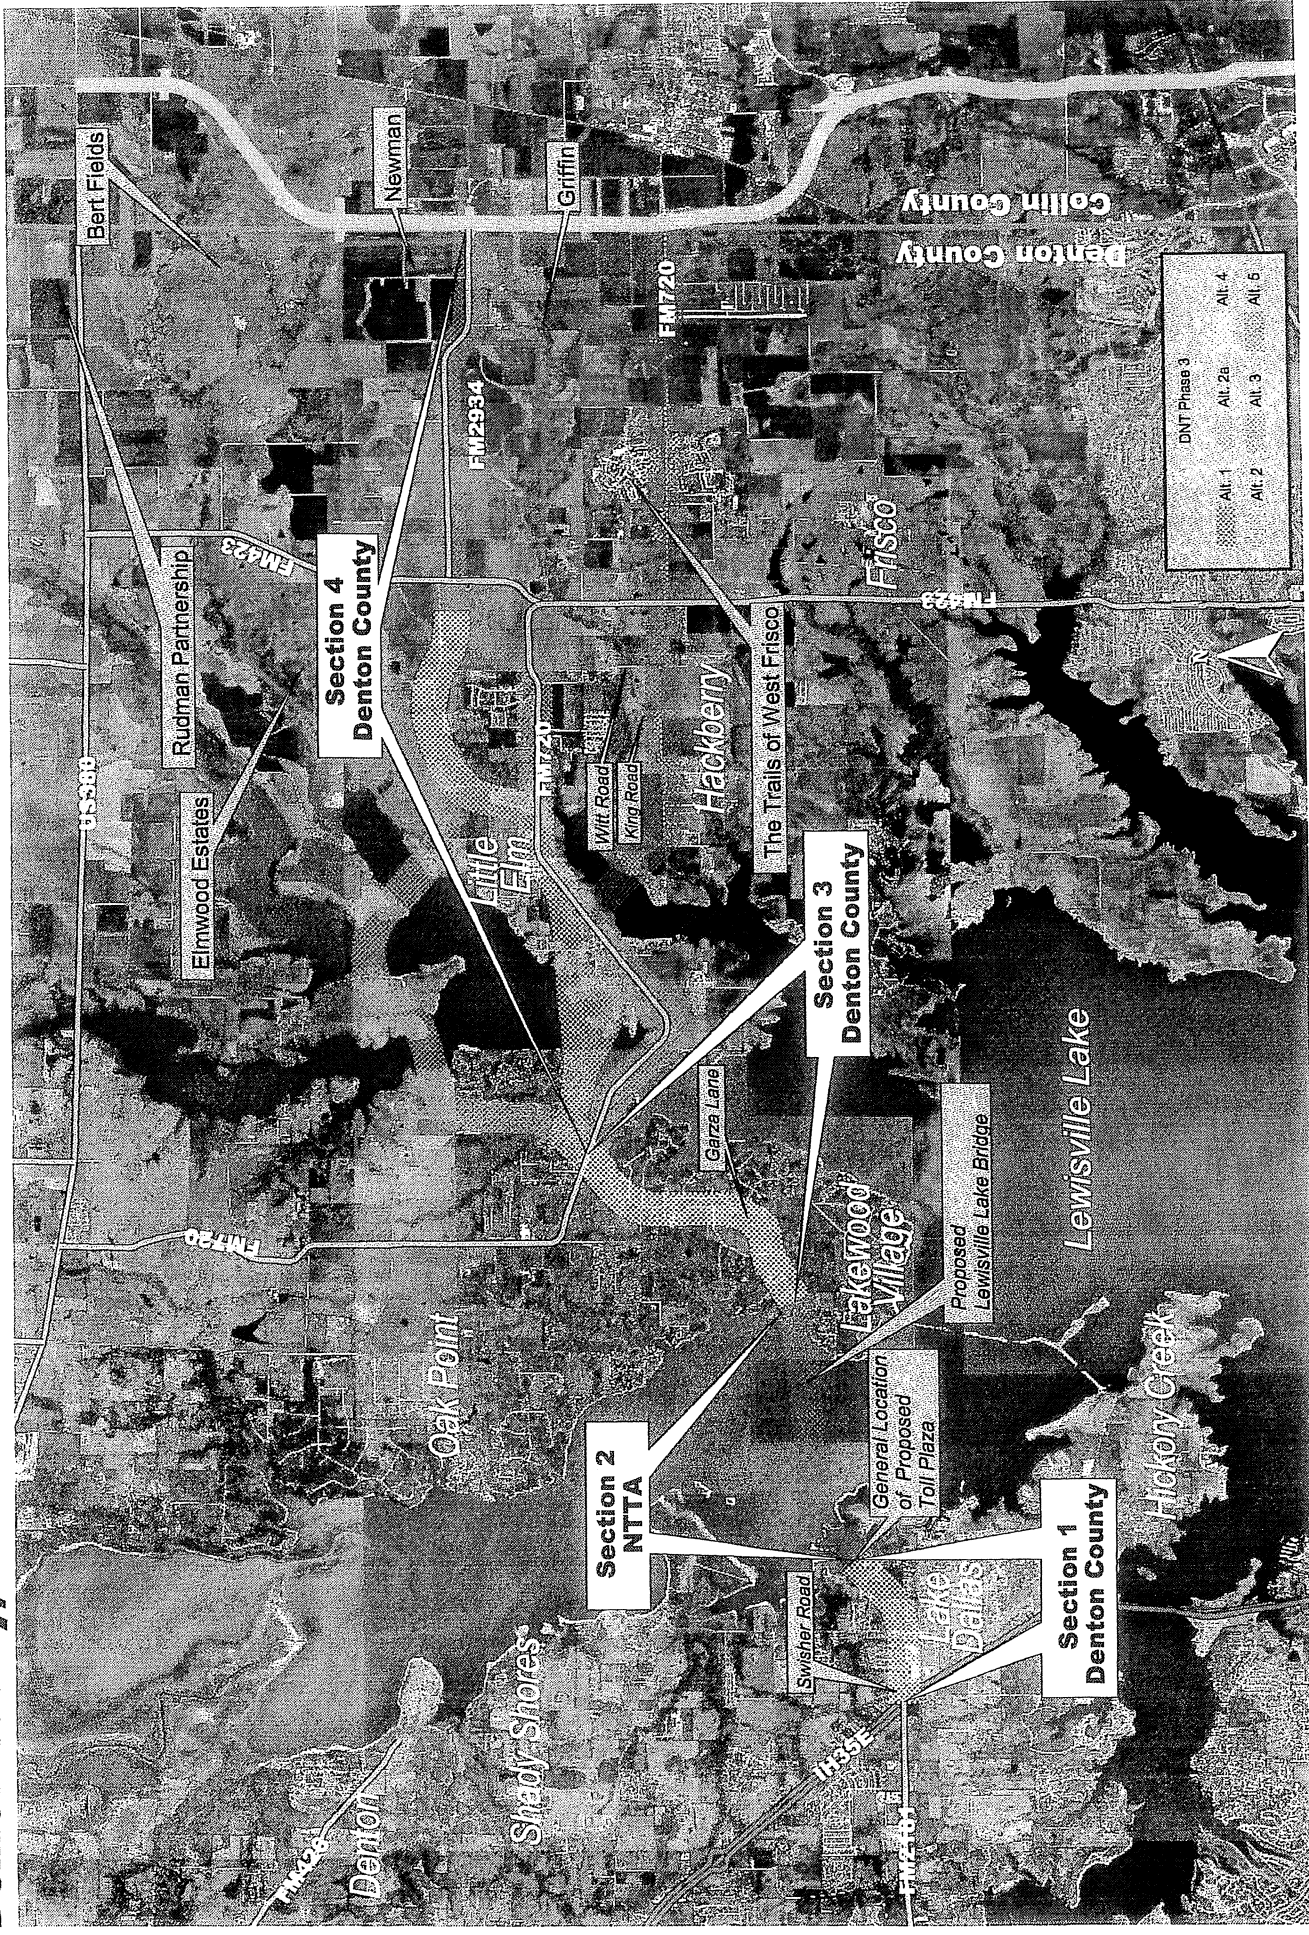 Bert Fields
Newman
Griffin
Collin County
Denton County
FM720
FM2934
DNT Phase 3
Alt. 1
Alt. 2a
Alt. 4
Alt. 2
Alt. 3
Alt. 5
Rudman Partnership
FM423
Section 4
Denton County
Elmwood Estates
US380
FM720
Little
Elm
Witt Road
King Road
Hackberry
The Trails of West Frisco
Frisco
FM423
N
Section 3
Denton County
Garza Lane
FM720
Oak Point
Lakewood
Village
Proposed
Lewisville Lake Bridge
Lewisville Lake
Section 2
NTTA
General Location
of Proposed
Toll Plaza
Hickory Creek
Section 1
Denton County
Swisher Road
Lake
Dallas
Shady Shores
IH35E
FM2181
Denton
FM426